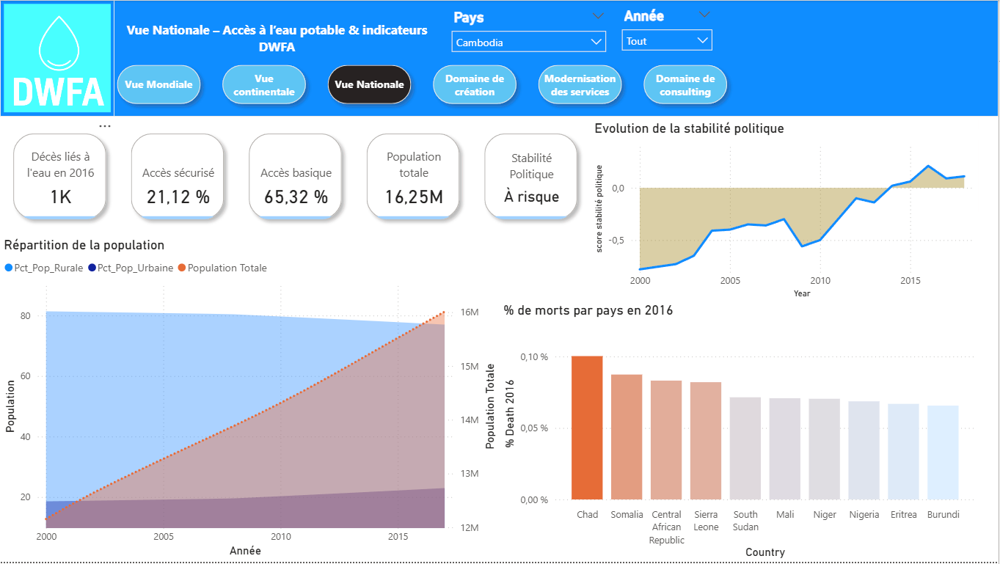 DWFA
Vue Nationale – Accès à l'eau potable & indicateurs
DWFA
Pays
Cambodia
Année
Tout
Vue Mondiale
Vue
continentale
Vue Nationale
Domaine de
création
Modernisation
des services
Domaine de
consulting
...
Décès liés à
l'eau en 2016
1K
Accès sécurisé
21,12 %
Accès basique
65,32 %
Population
totale
16,25M
Stabilité
Politique
À risque
Evolution de la stabilité politique
score stabilité politique
0,0
-0,5
2000
2005
2010
2015
Year
Répartition de la population
Pct_Pop_Rurale
Pct_Pop_Urbaine
Population Totale
Population
80
60
40
20
2000
2005
2010
2015
Année
16M
15M
14M
13M
12M
Population Totale
% de morts par pays en 2016
% Death 2016
0,10 %
0,05 %
0,00 %
Chad
Somalia
Central
African
Republic
Sierra
Leone
South
Sudan
Mali
Niger
Nigeria
Eritrea
Burundi
Country